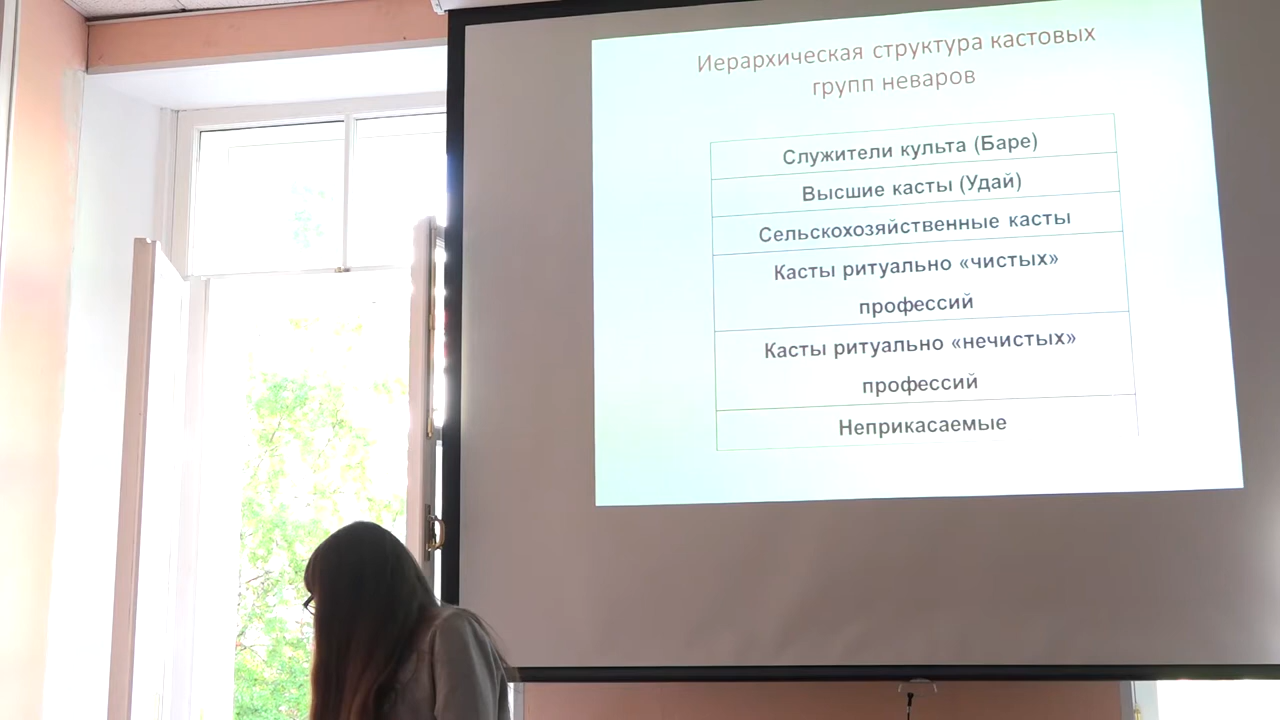 Иерархическая структура кастовых
групп неваров
Служители культа (Баре)
Высшие касты (Удай)
Сельскохозяйственные касты
Касты ритуально «чистых»
профессий
Касты ритуально «нечистых»
профессий
Неприкасаемые